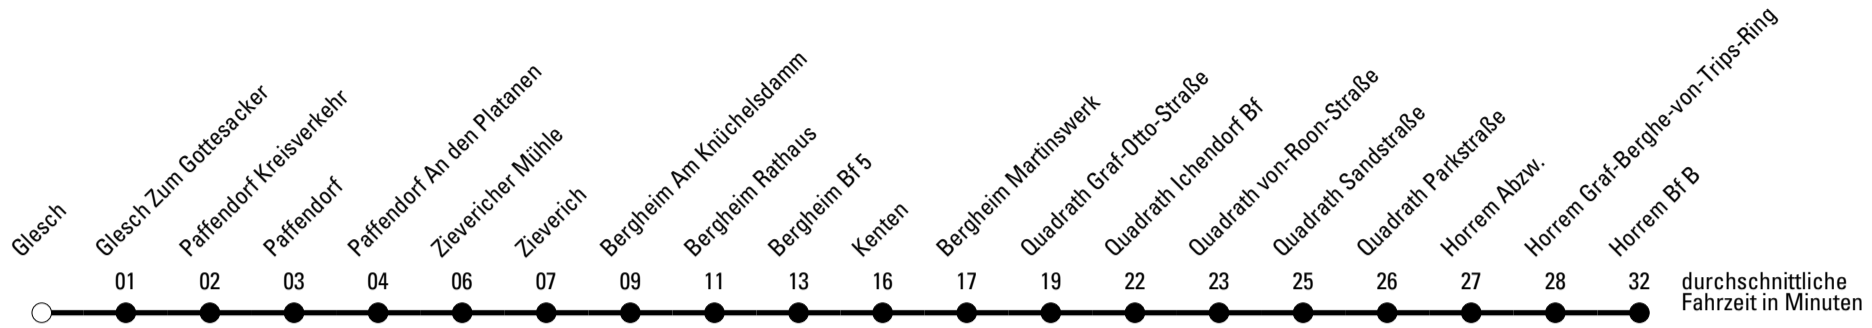 Glesch
Glesch Zum Gottesacker
Paffendorf Kreisverkehr
Paffendorf
Paffendorf An den Platanen
Zievericher Mühle
Zieverich
Bergheim Am Knüchelsdamm
Bergheim Rathaus
Bergheim Bf 5
Kenten
Bergheim Martinswerk
Quadrath Graf-Otto-Straße
Quadrath Ichendorf Bf
Quadrath von-Roon-Straße
Quadrath Sandstraße
Quadrath Parkstraße
Horrem Abzw.
Horrem Graf-Berghe-von-Trips-Ring
Horrem Bf B
01 02 03 04 06 07 09 11 13 16 17 19 22 23 25 26 27 28 32
durchschnittliche
Fahrzeit in Minuten